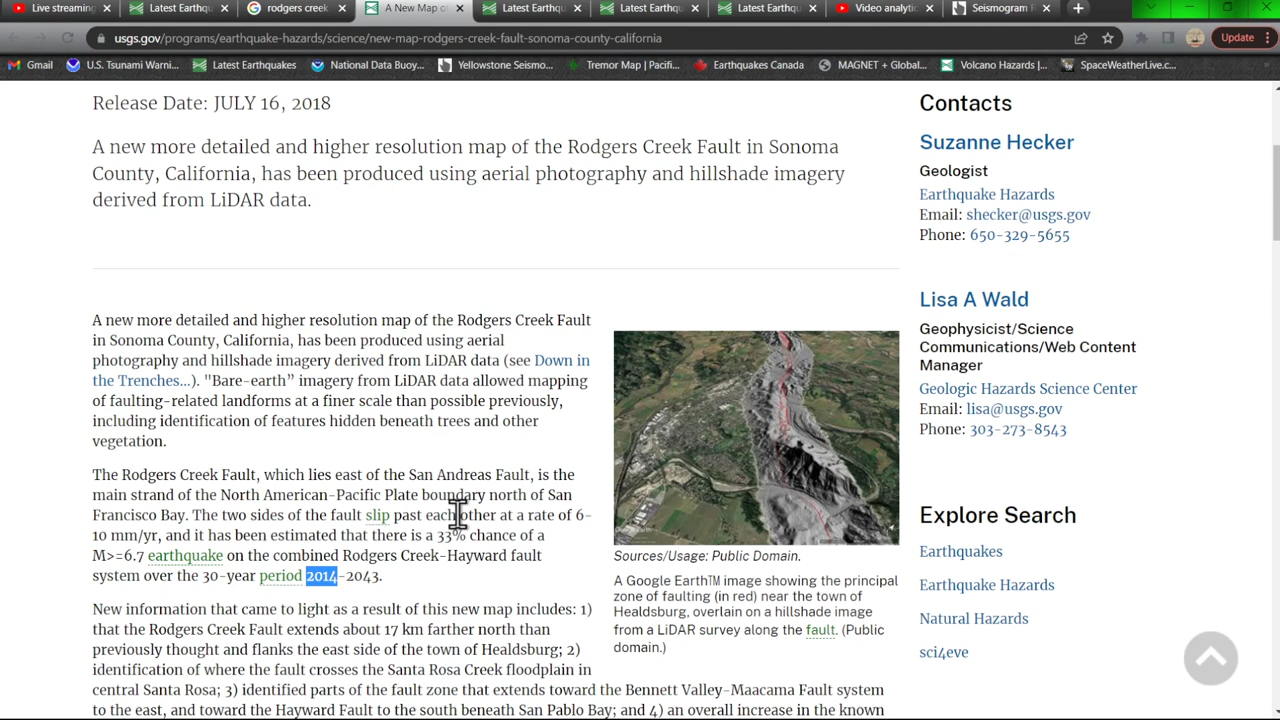 Live streaming
Latest Earthqu
rodgers creek
A New Map of
Latest Earthqu
Latest Earthqu
Latest Earthqu
Video analytic
Seismogram
Update
usgs.gov/programs/earthquake-hazards/science/new-map-rodgers-creek-fault-sonoma-county-california
Gmail
U.S. Tsunami Warni...
Latest Earthquakes
National Data Buoy...
Yellowstone Seismo...
Tremor Map | Pacifi...
Earthquakes Canada
MAGNET + Global...
Volcano Hazards |...
SpaceWeatherLive.c...
Release Date: JULY 16, 2018
A new more detailed and higher resolution map of the Rodgers Creek Fault in Sonoma
County, California, has been produced using aerial photography and hillshade imagery
derived from LiDAR data.
A new more detailed and higher resolution map of the Rodgers Creek Fault
in Sonoma County, California, has been produced using aerial
photography and hillshade imagery derived from LiDAR data (see Down in
the Trenches...). "Bare-earth” imagery from LiDAR data allowed mapping
of faulting-related landforms at a finer scale than possible previously,
including identification of features hidden beneath trees and other
vegetation.
The Rodgers Creek Fault, which lies east of the San Andreas Fault, is the
main strand of the North American-Pacific Plate boundary north of San
Francisco Bay. The two sides of the fault slip past each other at a rate of 6-
10 mm/yr, and it has been estimated that there is a 33% chance of a
M>=6.7 earthquake on the combined Rodgers Creek-Hayward fault
system over the 30-year period 2014-2043.
New information that came to light as a result of this new map includes: 1)
that the Rodgers Creek Fault extends about 17 km farther north than
previously thought and flanks the east side of the town of Healdsburg; 2)
identification of where the fault crosses the Santa Rosa Creek floodplain in
central Santa Rosa; 3) identified parts of the fault zone that extends toward the Bennett Valley-Maacama Fault system
to the east, and toward the Hayward Fault to the south beneath San Pablo Bay; and 4) an overall increase in the known
Sources/Usage: Public Domain.
A Google Earth™ image showing the principal
zone of faulting (in red) near the town of
Healdsburg, overlain on a hillshade image
from a LiDAR survey along the fault. (Public
domain.)
Contacts
Suzanne Hecker
Geologist
Earthquake Hazards
Email: shecker@usgs.gov
Phone: 650-329-5655
Lisa A Wald
Geophysicist/Science
Communications/Web Content
Manager
Geologic Hazards Science Center
Email: lisa@usgs.gov
Phone: 303-273-8543
Explore Search
Earthquakes
Earthquake Hazards
Natural Hazards
sci4eve